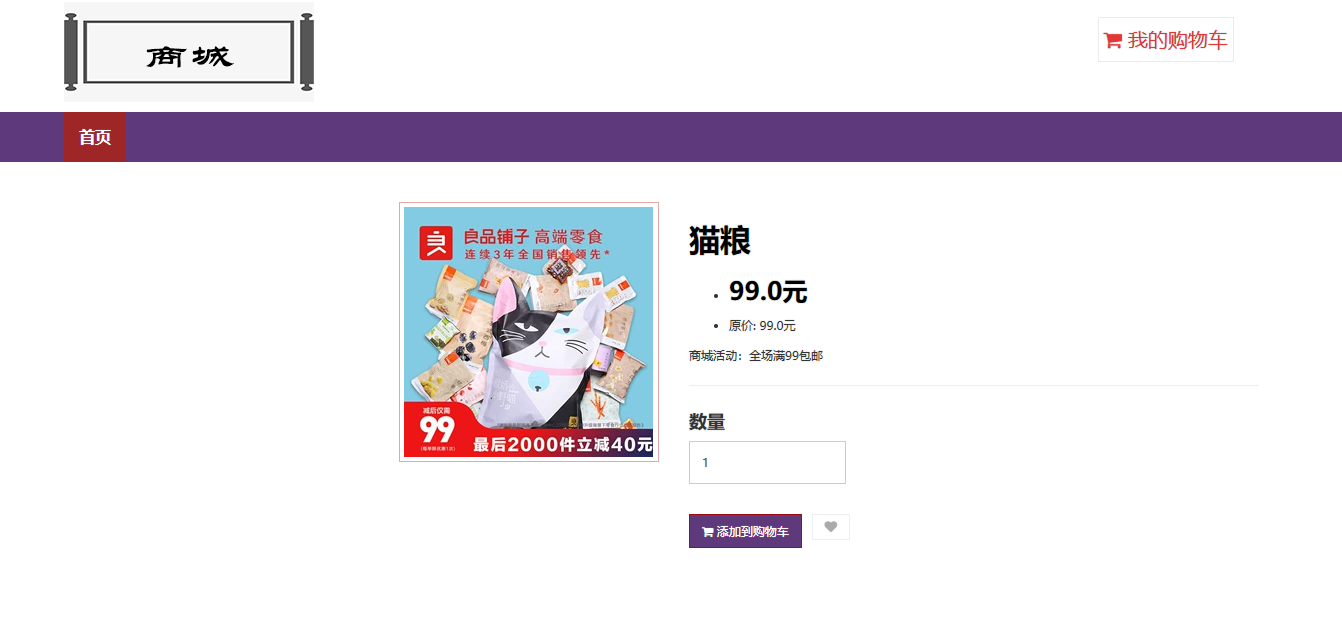 商城
我的购物车
首页
良品铺子 高端零食
连续3年全国销售领先*
减后仅需
99
最后2000件立减40元
猫粮
99.0元
原价: 99.0元
商城活动：全场满99包邮
数量
1
添加到购物车